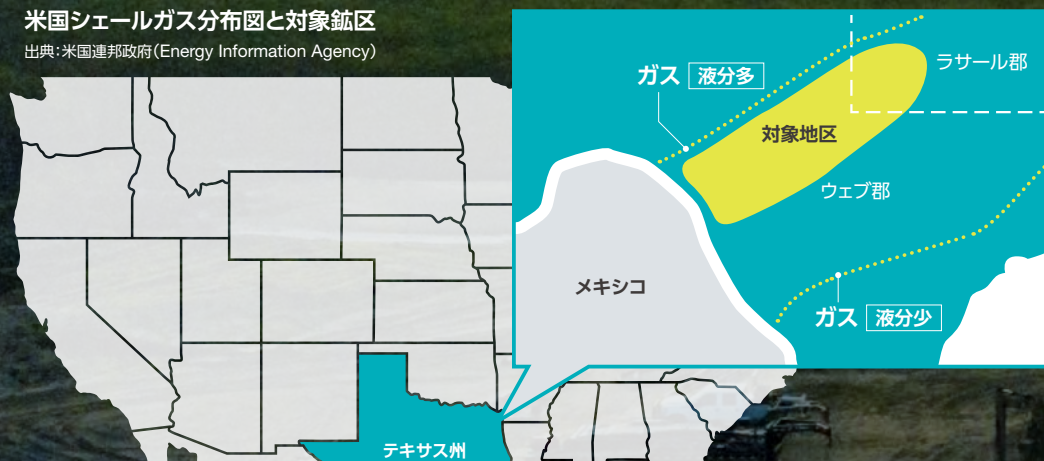 米国シェールガス分布図と対象鉱区
出典：米国連邦政府（Energy Information Agency）
ガス 液分多
ラサール郡
対象地区
ウェブ郡
メキシコ
ガス 液分少
テキサス州